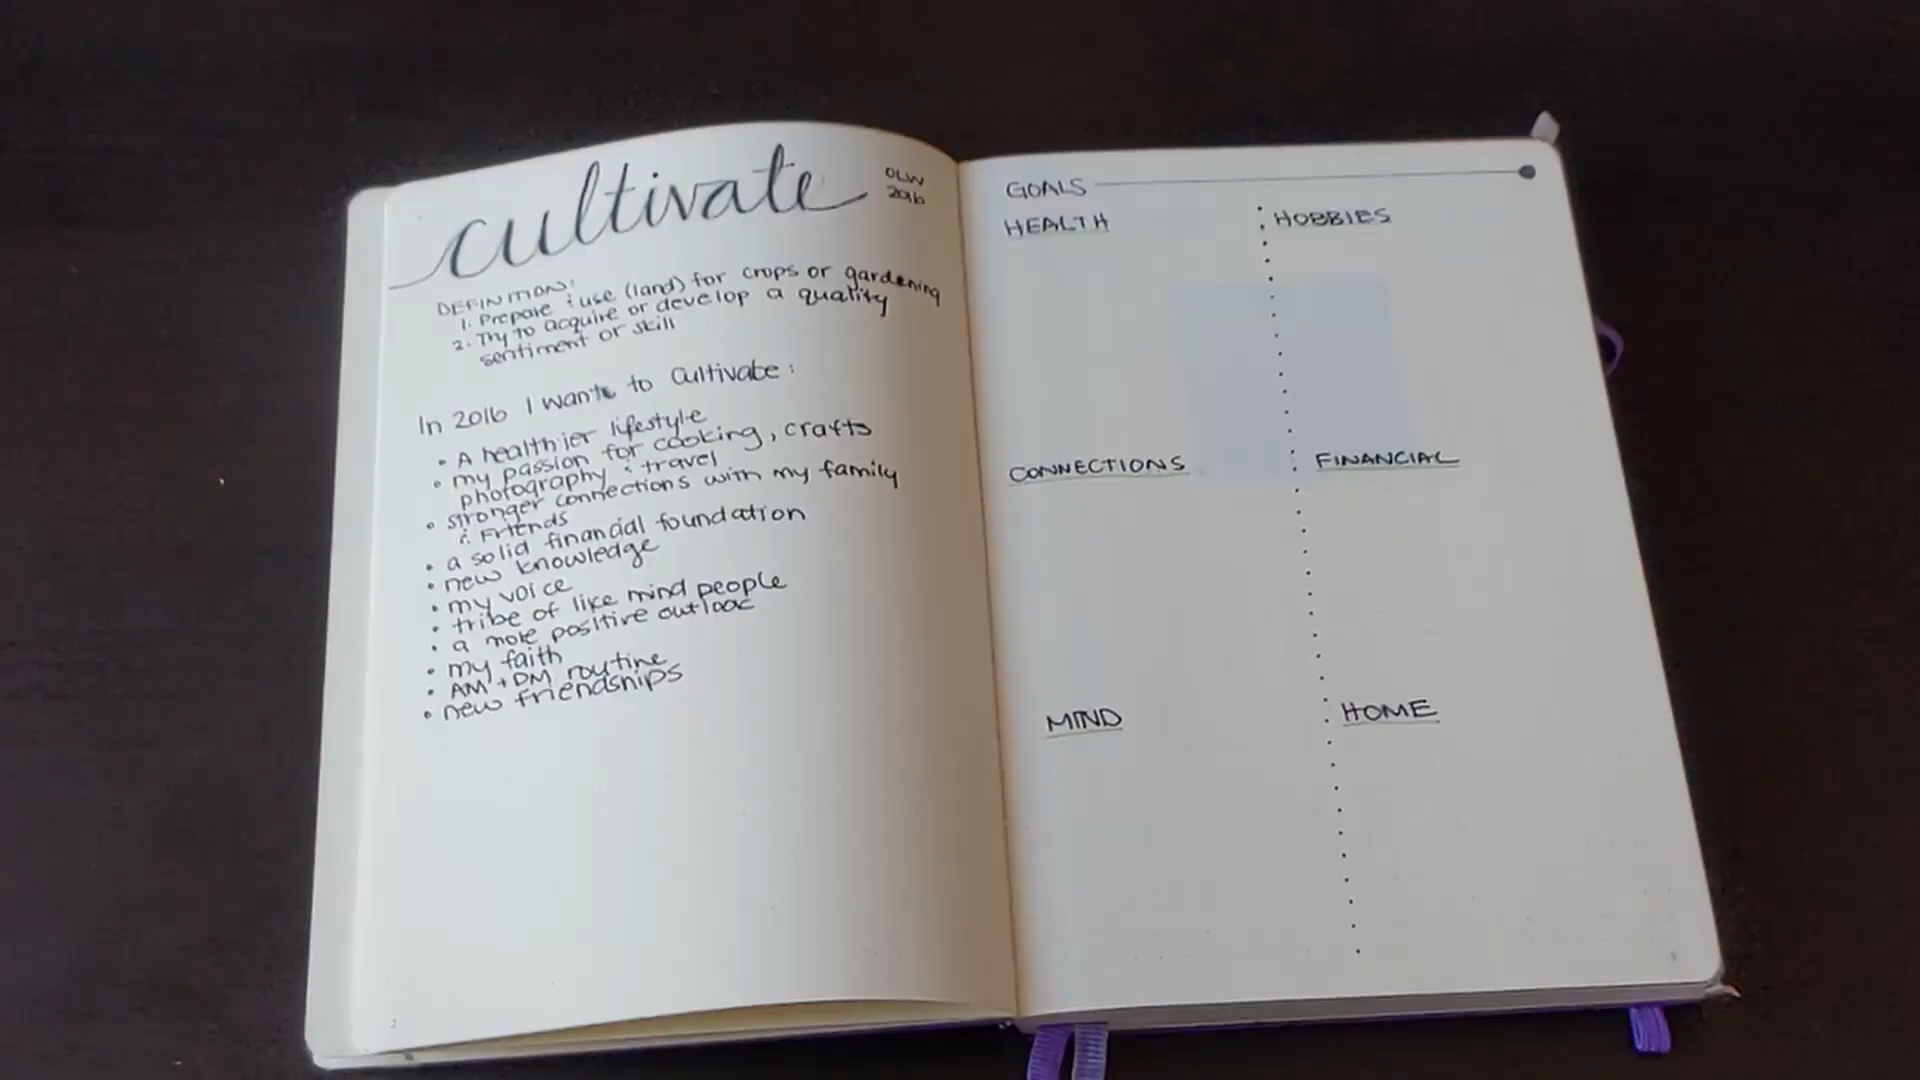 cultivate
OLW
2016
DEFINITION:
1. Prepare & use (land) for crops or gardening
2. Try to acquire or develop a quality
sentiment or skill
In 2016 I want to cultivate:
• A healthier lifestyle
• my passion for cooking, crafts
photography & travel
• stronger connections with my family
& Friends
• a solid financial foundation
• new knowledge
• my voice
• tribe of like mind people
• a more positive outlook
• my faith
• AM + PM routine
• new friendships
2
GOALS
HEALTH
HOBBIES
CONNECTIONS
FINANCIAL
MIND
HOME
3